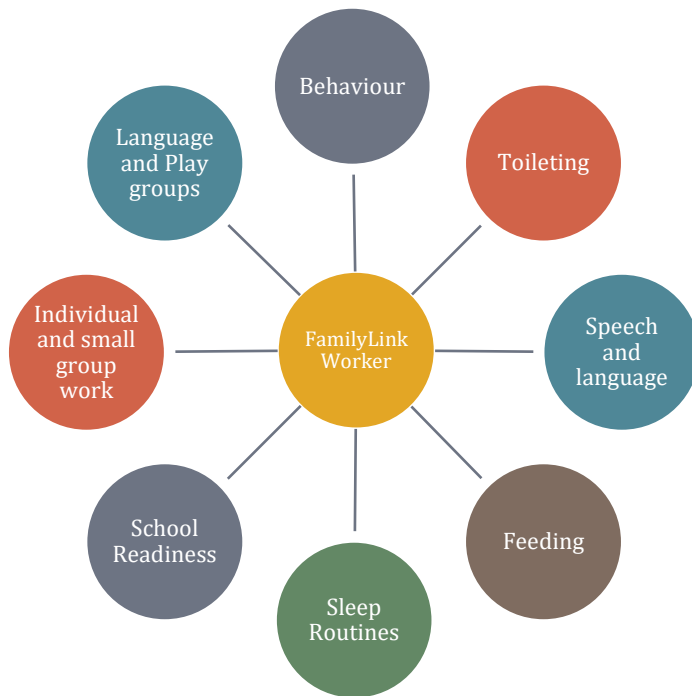 Behaviour
Toileting
Speech
and
language
Feeding
Sleep
Routines
School
Readiness
Individual
and small
group
work
Language
and Play
groups
FamilyLink
Worker